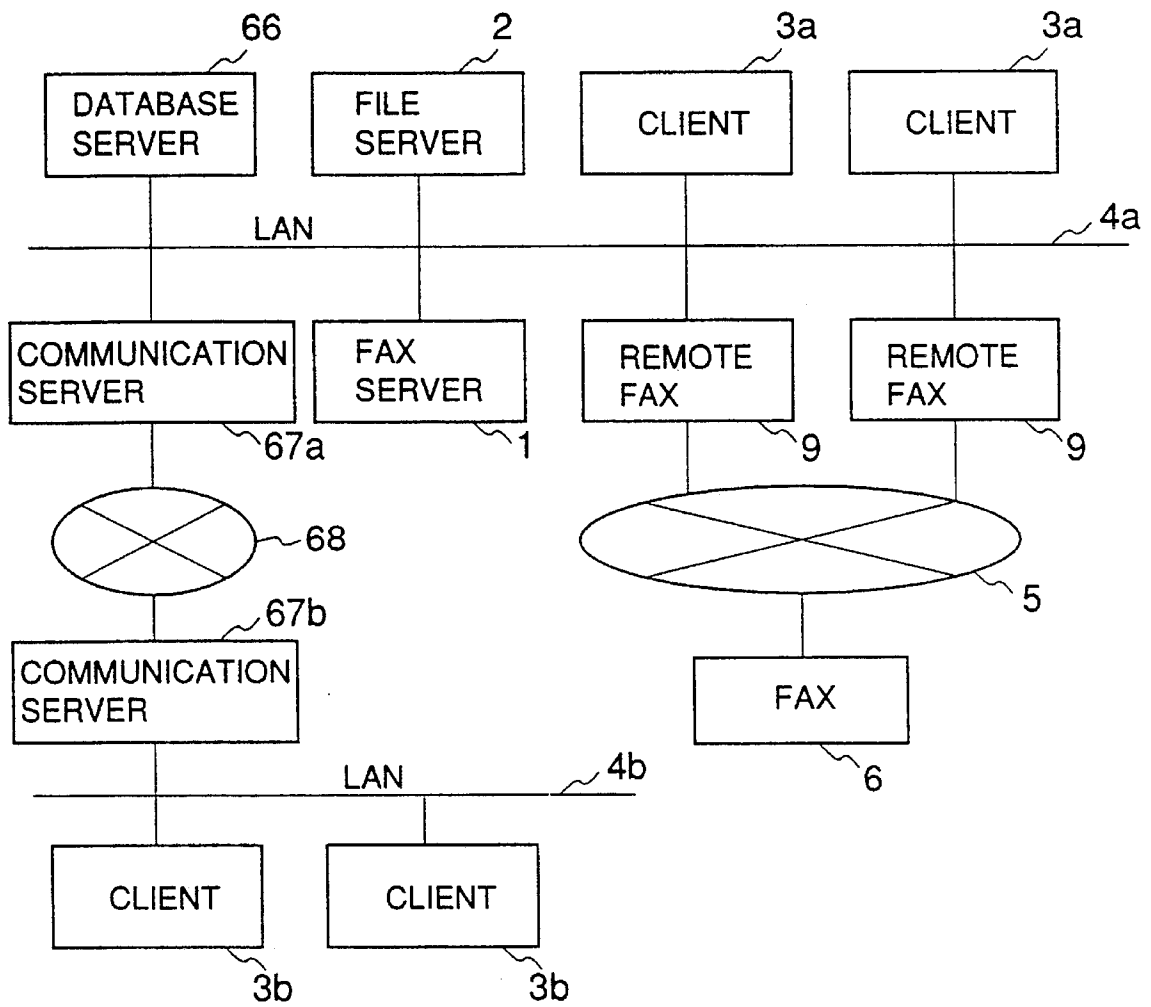 66
2
3a
3a
DATABASE
SERVER
FILE
SERVER
CLIENT
CLIENT
LAN
4a
COMMUNICATION
SERVER
FAX
SERVER
REMOTE
FAX
REMOTE
FAX
67a
1
9
9
68
5
67b
COMMUNICATION
SERVER
FAX
6
LAN
4b
CLIENT
CLIENT
3b
3b